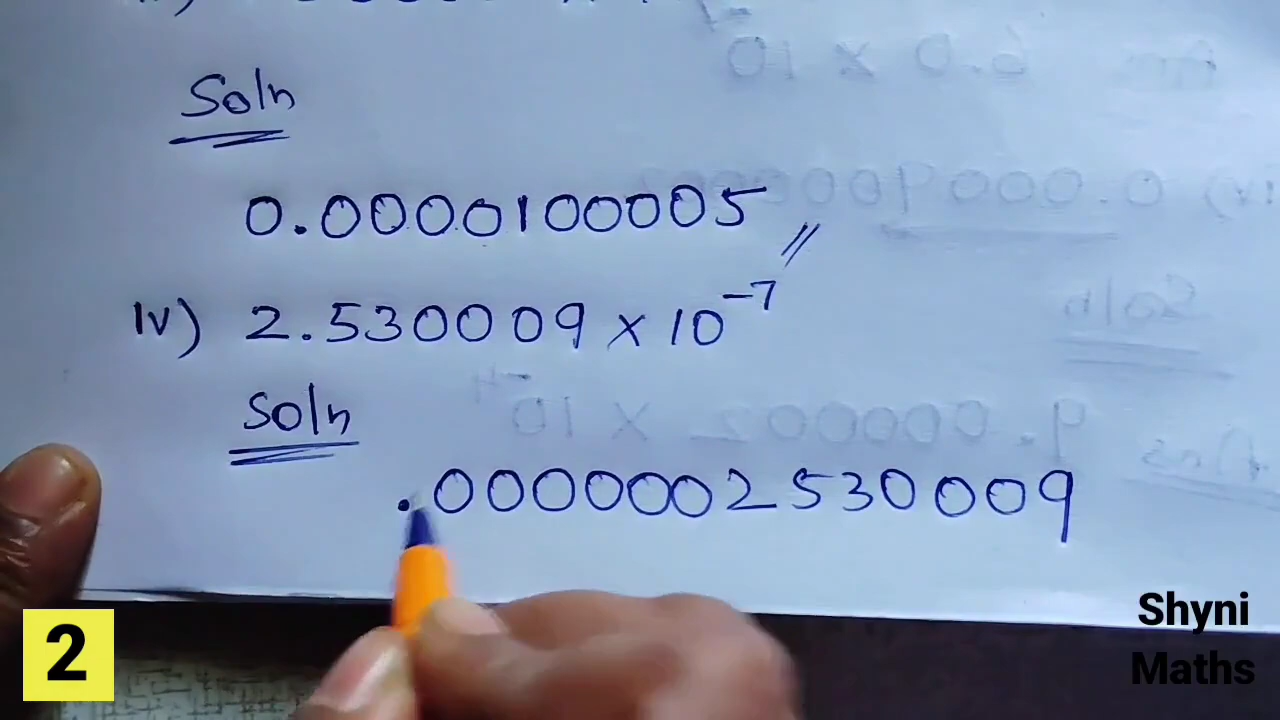 Soln
0.0000100005 //
iv) 2.530009 x 10⁻⁷
Soln
.0000002530009
2
Shyni
Maths